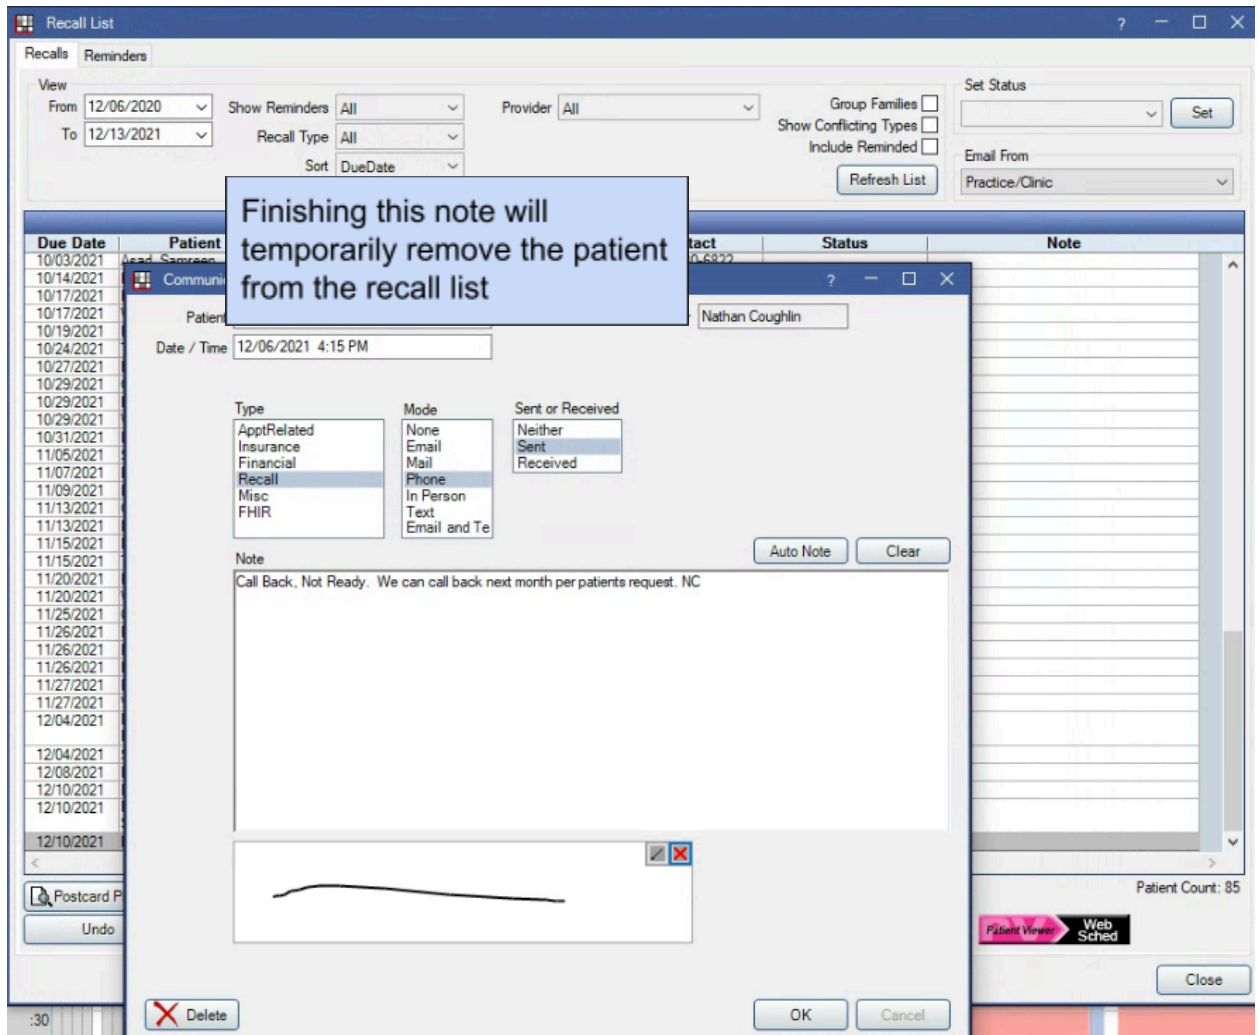 Recall List
Recalls Reminders
View
From 12/06/2020 Show Reminders All Provider All Group Families Set Status
To 12/13/2021 Recall Type All Show Conflicting Types Set
Sort DueDate Include Reminded Email From
Refresh List Practice/Clinic
Finishing this note will
temporarily remove the patient
from the recall list
Due Date Patient Status Note
10/03/2021 Asad, Samreen
10/14/2021
10/17/2021
10/17/2021
10/19/2021
10/24/2021
10/27/2021
10/29/2021
10/29/2021
10/29/2021
10/31/2021
11/05/2021
11/07/2021
11/09/2021
11/13/2021
11/13/2021
11/15/2021
11/15/2021
11/20/2021
11/20/2021
11/25/2021
11/26/2021
11/26/2021
11/26/2021
11/27/2021
11/27/2021
12/04/2021
12/04/2021
12/08/2021
12/10/2021
12/10/2021
12/10/2021
Patient Nathan Coughlin
Date / Time 12/06/2021 4:15 PM
Type Mode Sent or Received
ApptRelated None Neither
Insurance Email Sent
Financial Mail Received
Recall Phone
Misc In Person
FHIR Text
Email and Te
Note Auto Note Clear
Call Back, Not Ready. We can call back next month per patients request. NC
Postcard P Patient Count: 85
Undo Patient Viewer Web Sched
Close
:30 Delete OK Cancel